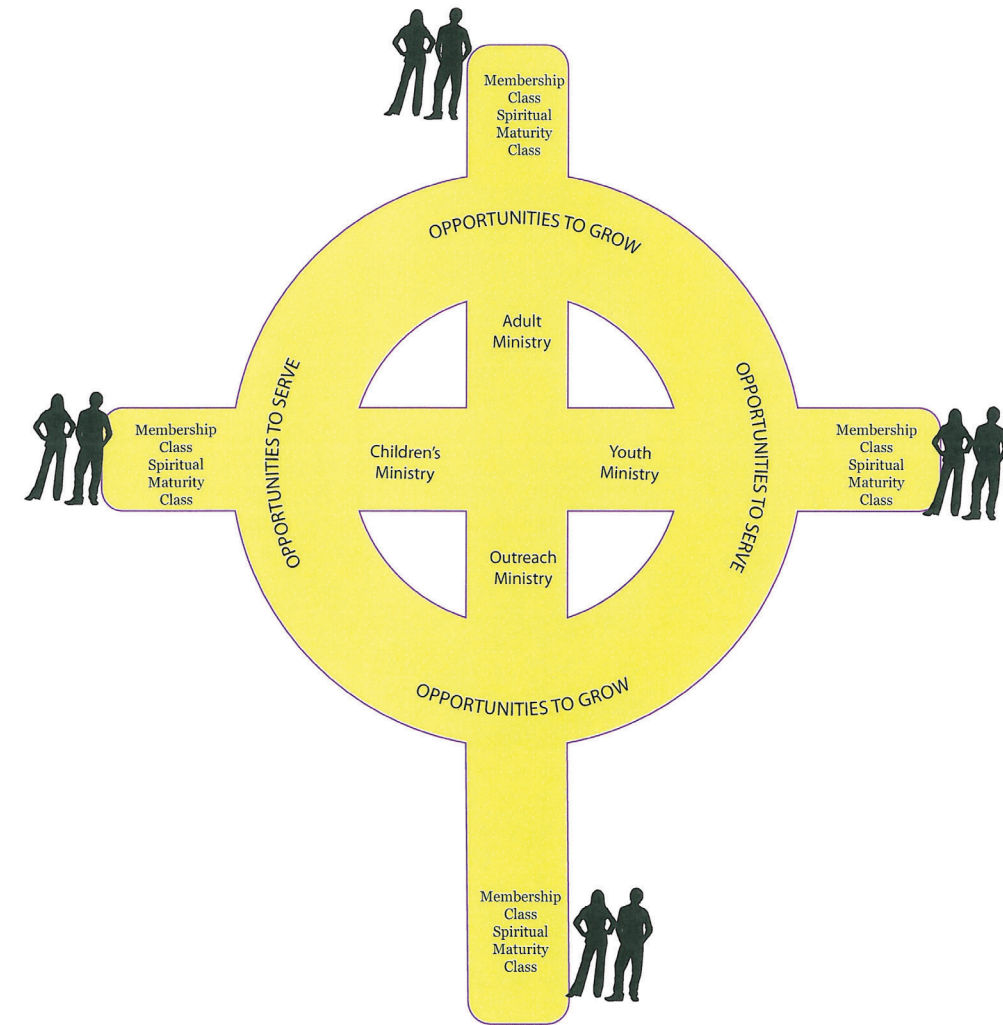 Membership
Class
Spiritual
Maturity
Class
OPPORTUNITIES TO GROW
Adult
Ministry
OPPORTUNITIES TO SERVE
OPPORTUNITIES TO SERVE
Membership
Class
Spiritual
Maturity
Class
Children's
Ministry
Youth
Ministry
Membership
Class
Spiritual
Maturity
Class
Outreach
Ministry
OPPORTUNITIES TO GROW
Membership
Class
Spiritual
Maturity
Class